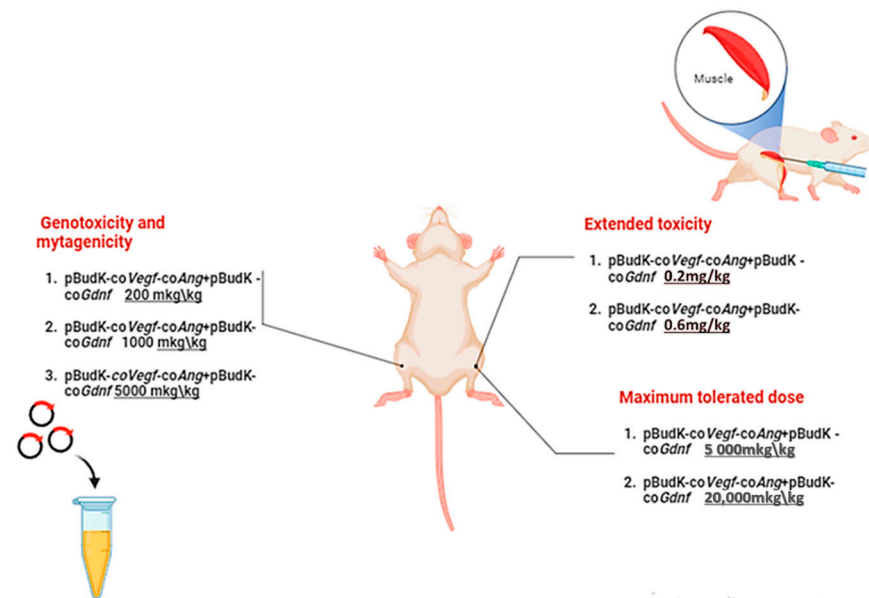 Muscle
Genotoxicity and
mytagenicity
1. pBudK-coVegf-coAng+pBudK -
coGdnf 200 mkg\kg
2. pBudK-coVegf-coAng+pBudK-
coGdnf 1000 mkg\kg
3. pBudK-coVegf-coAng+pBudK-
coGdnf 5000 mkg\kg
Extended toxicity
1. pBudK-coVegf-coAng+pBudK -
coGdnf 0.2mg/kg
2. pBudK-coVegf-coAng+pBudK-
coGdnf 0.6mg/kg
Maximum tolerated dose
1. pBudK-coVegf-coAng+pBudK -
coGdnf 5 000mkg\kg
2. pBudK-coVegf-coAng+pBudK-
coGdnf 20,000mkg\kg